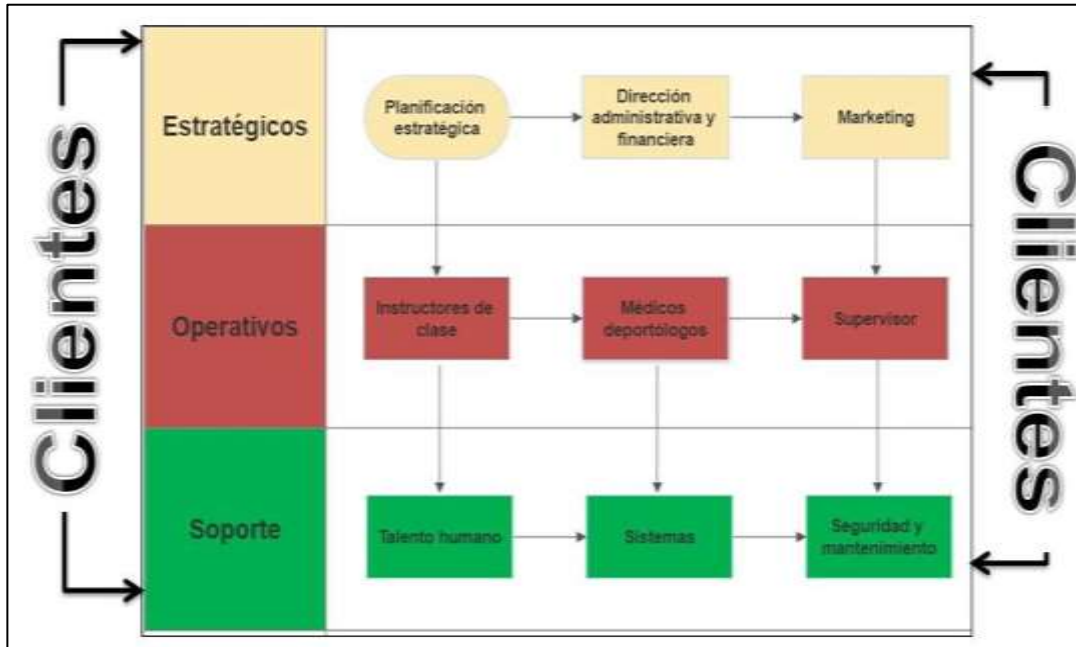 Clientes
Estratégicos
Planificación
estratégica
Dirección
administrativa y
financiera
Marketing
Operativos
Instructores de
clase
Médicos
deportólogos
Supervisor
Soporte
Talento humano
Sistemas
Seguridad y
mantenimiento
Clientes